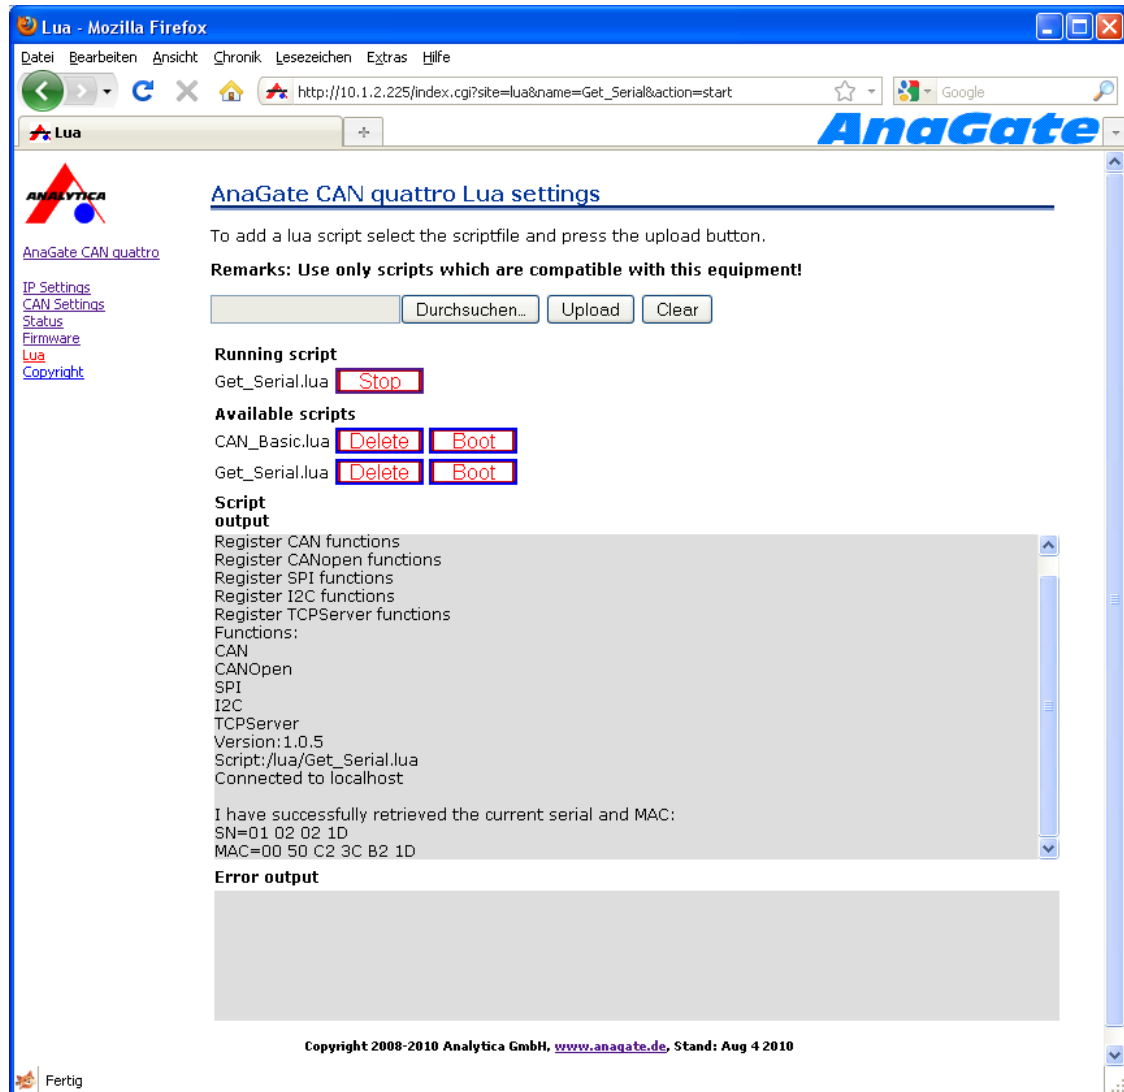 Lua - Mozilla Firefox
Datei Bearbeiten Ansicht Chronik Lesezeichen Extras Hilfe
http://10.1.2.225/index.cgi?site=lua&name=Get_Serial&action=start
Google
Lua
AnaGate
ANALYTICA
AnaGate CAN quattro
IP Settings
CAN Settings
Status
Firmware
Lua
Copyright
AnaGate CAN quattro Lua settings
To add a lua script select the scriptfile and press the upload button.
Remarks: Use only scripts which are compatible with this equipment!
Durchsuchen... Upload Clear
Running script
Get_Serial.lua Stop
Available scripts
CAN_Basic.lua Delete Boot
Get_Serial.lua Delete Boot
Script
output
Register CAN functions
Register CANopen functions
Register SPI functions
Register I2C functions
Register TCPServer functions
Functions:
CAN
CANOpen
SPI
I2C
TCPServer
Version:1.0.5
Script:/lua/Get_Serial.lua
Connected to localhost
I have successfully retrieved the current serial and MAC:
SN=01 02 02 1D
MAC=00 50 C2 3C B2 1D
Error output
Copyright 2008-2010 Analytica GmbH, www.anagate.de, Stand: Aug 4 2010
Fertig